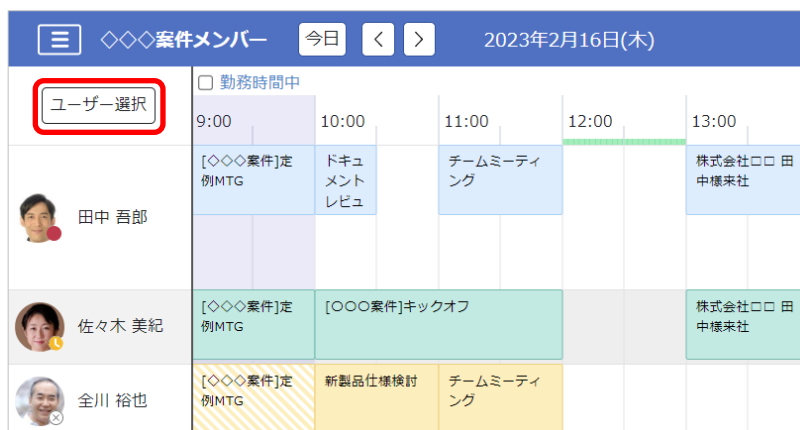 ◇◇◇案件メンバー 今日 < > 2023年2月16日(木)
ユーザー選択
勤務時間中
9:00 10:00 11:00 12:00 13:00
田中 吾郎
[◇◇◇案件]定
例MTG
ドキュ
メント
レビュ
チームミーティ
ング
株式会社□□ 田
中様来社
佐々木 美紀
[◇◇◇案件]定
例MTG
[〇〇〇案件]キックオフ
株式会社□□ 田
中様来社
全川 裕也
[◇◇◇案件]定
例MTG
新製品仕様検討
チームミーティ
ング